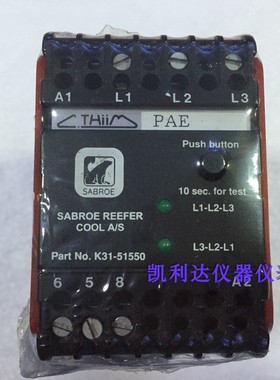 A1 L1 L2 L3
THiiM PAE
Push button
SABROE
10 sec. for test
L1-L2-L3
SABROE REEFER
COOL A/S
L3-L2-L1
Part No. K31-51550
凯利达仪器仪
6 5 8 A2